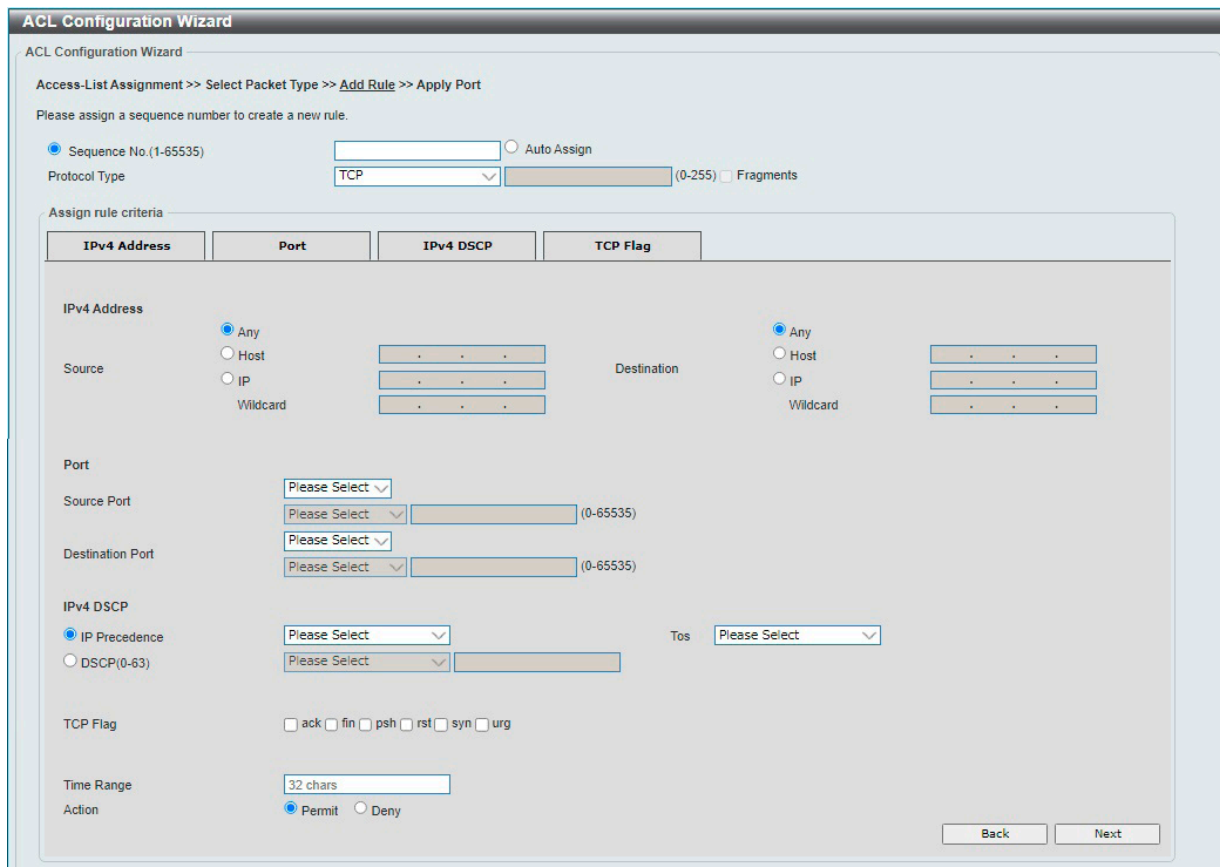 ACL Configuration Wizard
ACL Configuration Wizard
Access-List Assignment >> Select Packet Type >> Add Rule >> Apply Port
Please assign a sequence number to create a new rule.
Sequence No.(1-65535) Auto Assign
Protocol Type TCP (0-255) Fragments
Assign rule criteria
IPv4 Address Port IPv4 DSCP TCP Flag
IPv4 Address
Any Any
Host . . . Host . . .
Source IP . . . Destination IP . . .
Wildcard . . . Wildcard . . .
Port
Please Select
Source Port
Please Select (0-65535)
Please Select
Destination Port
Please Select (0-65535)
IPv4 DSCP
IP Precedence Please Select Tos Please Select
DSCP(0-63) Please Select
TCP Flag ack fin psh rst syn urg
Time Range 32 chars
Action Permit Deny
Back Next